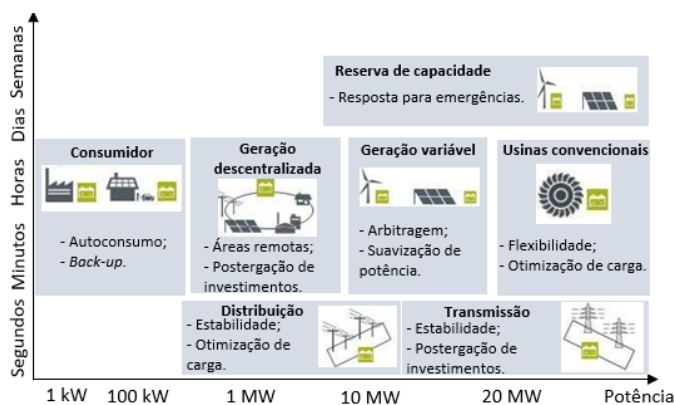 Semanas
Reserva de capacidade
- Resposta para emergências.
Dias
Horas
Consumidor
- Autoconsumo;
- Back-up.
Geração
descentralizada
- Áreas remotas;
- Postergação de
investimentos.
Geração variável
- Arbitragem;
- Suavização de
potência.
Usinas convencionais
- Flexibilidade;
- Otimização de carga.
Minutos
Segundos
Distribuição
- Estabilidade;
- Otimização de
carga.
Transmissão
- Estabilidade;
- Postergação de
investimentos.
1 kW
100 kW
1 MW
10 MW
20 MW
Potência